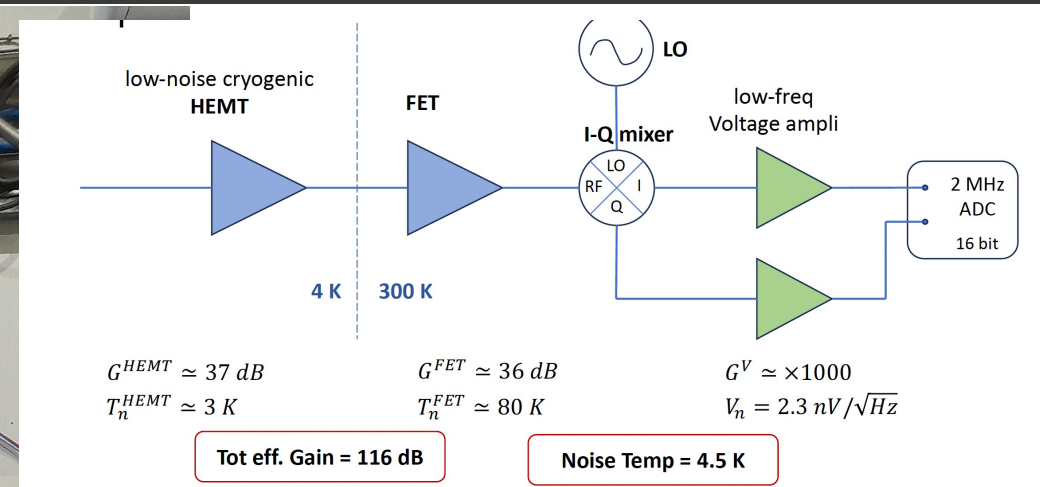 LO
low-noise cryogenic
HEMT
FET
low-freq
Voltage ampli
I-Q mixer
LO
RF
I
Q
2 MHz
ADC
16 bit
4 K
300 K
G^{HEMT} ≃ 37 dB
T_n^{HEMT} ≃ 3 K
G^{FET} ≃ 36 dB
T_n^{FET} ≃ 80 K
G^V ≃ ×1000
V_n = 2.3 nV/√Hz
Tot eff. Gain = 116 dB
Noise Temp = 4.5 K